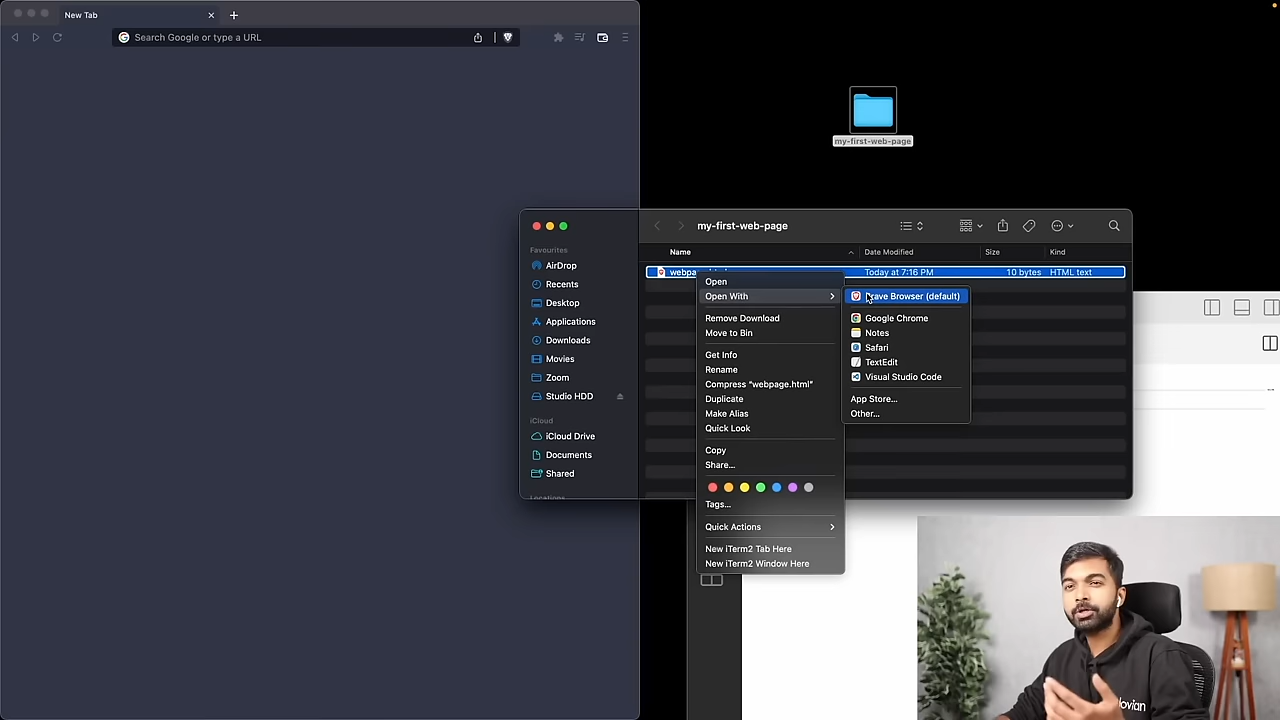 New Tab
Search Google or type a URL
my-first-web-page
my-first-web-page
Name
Date Modified
Size
Kind
Today at 7:16 PM
10 bytes
HTML text
Favourites
AirDrop
Recents
Desktop
Applications
Downloads
Movies
Zoom
Studio HDD
iCloud
iCloud Drive
Documents
Shared
Locations
Open
Open With
Remove Download
Move to Bin
Get Info
Rename
Compress "webpage.html"
Duplicate
Make Alias
Quick Look
Copy
Share...
Tags...
Quick Actions
New iTerm2 Tab Here
New iTerm2 Window Here
Browser (default)
Google Chrome
Notes
Safari
TextEdit
Visual Studio Code
App Store...
Other...